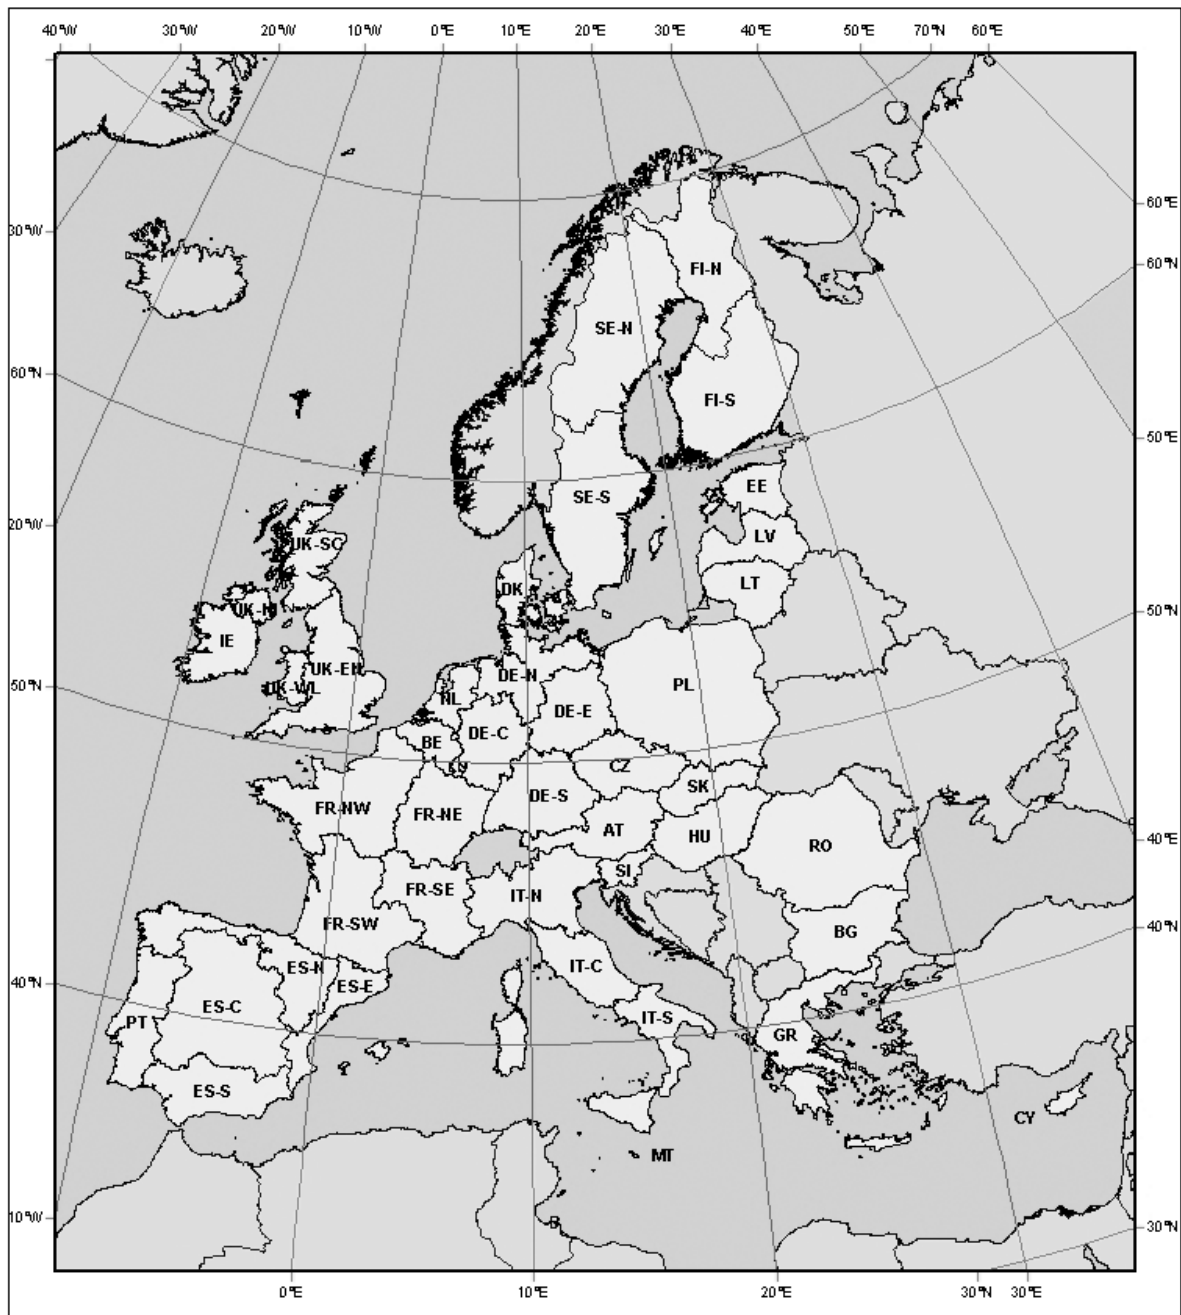 40°W 30°W 20°W 10°W 0°E 10°E 20°E 30°E 40°E 50°E 70°N 60°E
60°E
30°W
60°N
FI-N
SE-N
60°N
FI-S
50°E
EE
SE-S
20°W
LV
UK-SC
LT
DK
UK-NI
50°N
IE
UK-EN
DE-N
PL
50°N
UK-WL
NL
DE-E
DE-C
BE
LU
CZ
SK
DE-S
FR-NW
FR-NE
AT
HU
40°E
RO
SI
FR-SE
IT-N
FR-SW
40°N
BG
ES-N
IT-C
40°N
ES-E
ES-C
PT
IT-S
GR
ES-S
CY
MT
10°W
30°N
0°E 10°E 20°E 30°N 30°E